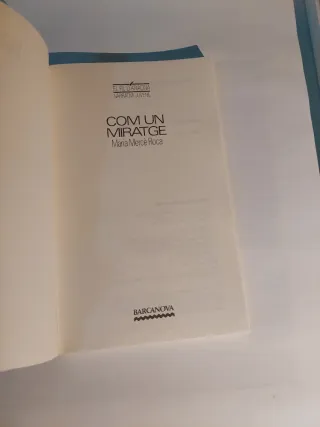 COM UN
MIRATGE
Maria Mercè Roca
BARCANOVA